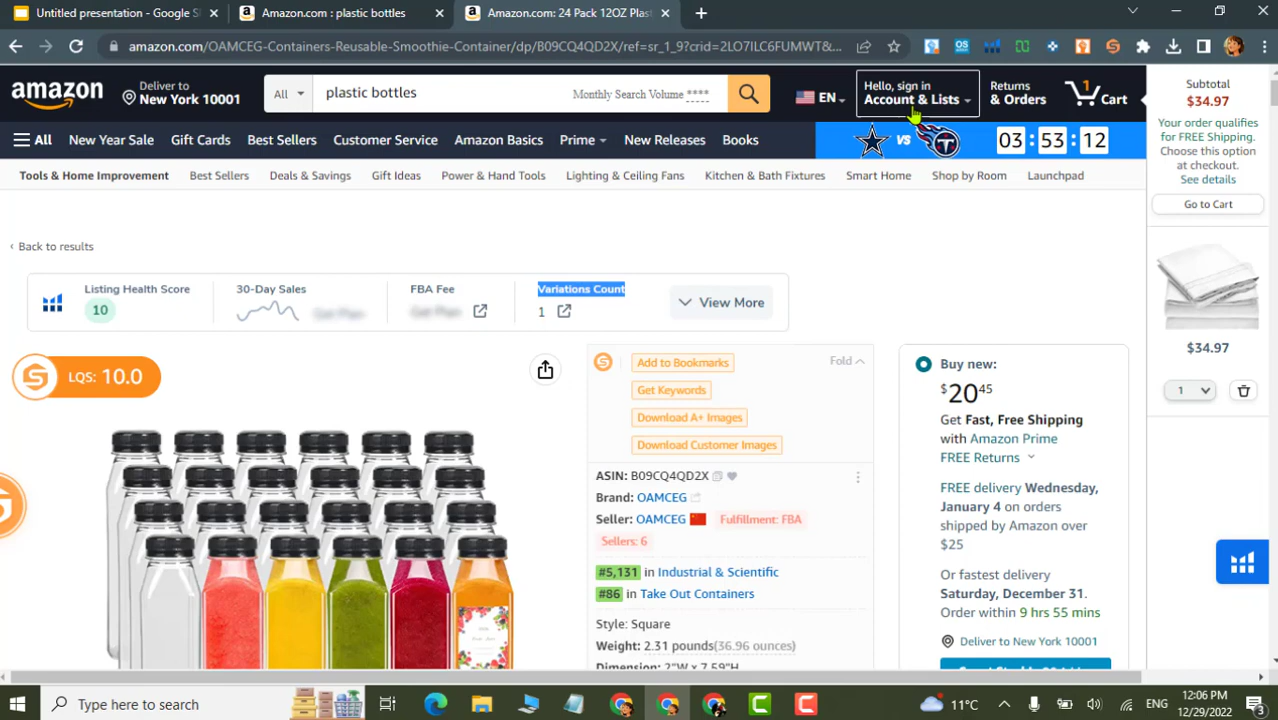 Untitled presentation - Google Sl
Amazon.com : plastic bottles
Amazon.com: 24 Pack 12OZ Plas
amazon.com/OAMCEG-Containers-Reusable-Smoothie-Container/dp/B09CQ4QD2X/ref=sr_1_9?crid=2LO7ILC6FUMWT&...
amazon
Deliver to
New York 10001
All
plastic bottles
Monthly Search Volume ****
EN
Hello, sign in
Account & Lists
Returns
& Orders
1
Cart
All
New Year Sale
Gift Cards
Best Sellers
Customer Service
Amazon Basics
Prime
New Releases
Books
VS
03 : 53 : 12
Tools & Home Improvement
Best Sellers
Deals & Savings
Gift Ideas
Power & Hand Tools
Lighting & Ceiling Fans
Kitchen & Bath Fixtures
Smart Home
Shop by Room
Launchpad
Subtotal
$34.97
Your order qualifies
for FREE Shipping.
Choose this option
at checkout.
See details
Go to Cart
$34.97
1
‹ Back to results
Listing Health Score
10
30-Day Sales
Get Plan
FBA Fee
Get Plan
Variations Count
1
View More
LQS: 10.0
Add to Bookmarks
Fold
Get Keywords
Download A+ Images
Download Customer Images
ASIN: B09CQ4QD2X
Brand: OAMCEG
Seller: OAMCEG
Fulfillment: FBA
Sellers: 6
#5,131 in Industrial & Scientific
#86 in Take Out Containers
Style: Square
Weight: 2.31 pounds(36.96 ounces)
Dimension: 2"W x 7.59"H
Buy new:
$20 45
Get Fast, Free Shipping
with Amazon Prime
FREE Returns
FREE delivery Wednesday,
January 4 on orders
shipped by Amazon over
$25
Or fastest delivery
Saturday, December 31.
Order within 9 hrs 55 mins
Deliver to New York 10001
Type here to search
11°C
ENG
12:06 PM
12/29/2022
3